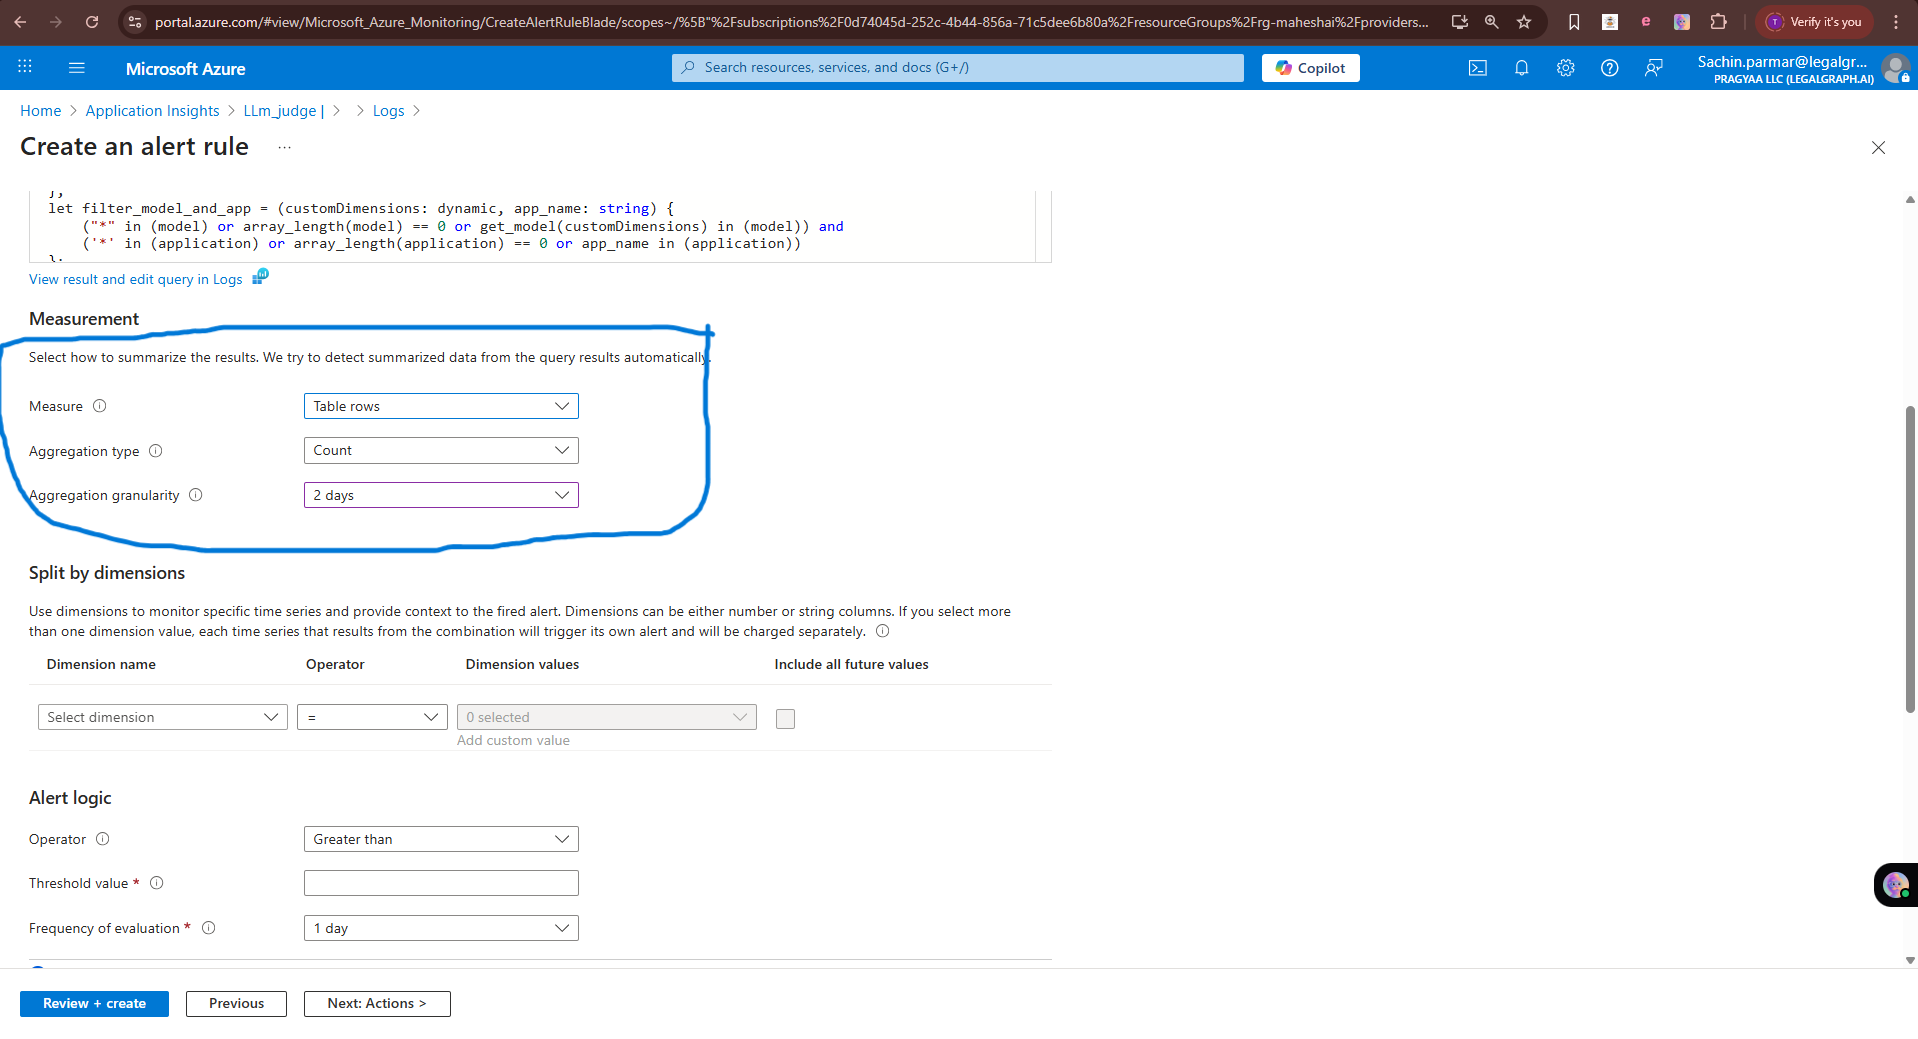 portal.azure.com/#view/Microsoft_Azure_Monitoring/CreateAlertRuleBlade/scopes~/%5B"%2Fsubscriptions%2F0d74045d-252c-4b44-856a-71c5dee6b80a%2FresourceGroups%2Frg-maheshai%2Fproviders...
Verify it's you
Microsoft Azure
Search resources, services, and docs (G+/)
Copilot
Sachin.parmar@legalgr...
PRAGYAA LLC (LEGALGRAPH.AI)
Home > Application Insights > LLm_judge | > > Logs >
Create an alert rule ...
};
let filter_model_and_app = (customDimensions: dynamic, app_name: string) {
("*" in (model) or array_length(model) == 0 or get_model(customDimensions) in (model)) and
('*' in (application) or array_length(application) == 0 or app_name in (application))
};
View result and edit query in Logs
Measurement
Select how to summarize the results. We try to detect summarized data from the query results automatically.
Measure Table rows
Aggregation type Count
Aggregation granularity 2 days
Split by dimensions
Use dimensions to monitor specific time series and provide context to the fired alert. Dimensions can be either number or string columns. If you select more
than one dimension value, each time series that results from the combination will trigger its own alert and will be charged separately.
Dimension name Operator Dimension values Include all future values
Select dimension = 0 selected
Add custom value
Alert logic
Operator Greater than
Threshold value *
Frequency of evaluation * 1 day
Review + create Previous Next: Actions >